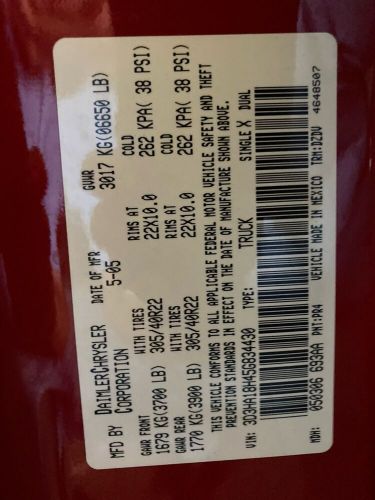 MFD BY DAIMLERCHRYSLER CORPORATION DATE OF MFR 5-05 GVWR 3017 KG(06650 LB)
GAWR FRONT WITH TIRES RIMS AT COLD
1679 KG(3700 LB) 305/40R22 22X10.0 262 KPA( 38 PSI)
GAWR REAR WITH TIRES RIMS AT COLD
1770 KG(3900 LB) 305/40R22 22X10.0 262 KPA( 38 PSI)
THIS VEHICLE CONFORMS TO ALL APPLICABLE FEDERAL MOTOR VEHICLE SAFETY AND THEFT
PREVENTION STANDARDS IN EFFECT ON THE DATE OF MANUFACTURE SHOWN ABOVE.
VIN: 3D3HA18H45G834430 TYPE: TRUCK SINGLE X DUAL
MDH: 050306 693AA PNT:PR4 VEHICLE MADE IN MEXICO TRM:DZDV 4648507